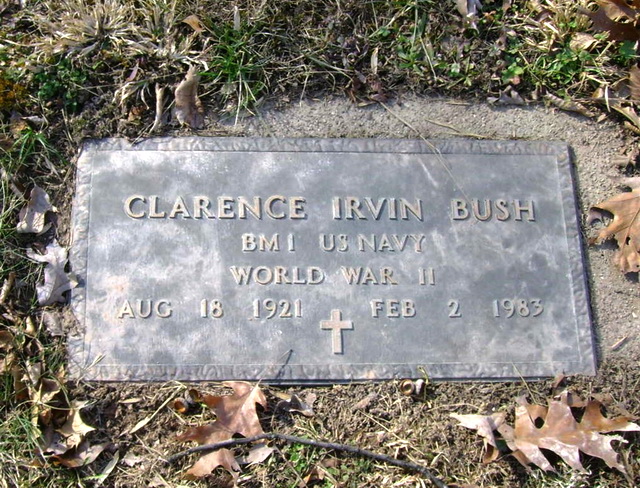 CLARENCE IRVIN BUSH
BM1 US NAVY
WORLD WAR II
AUG 18 1921 FEB 2 1983